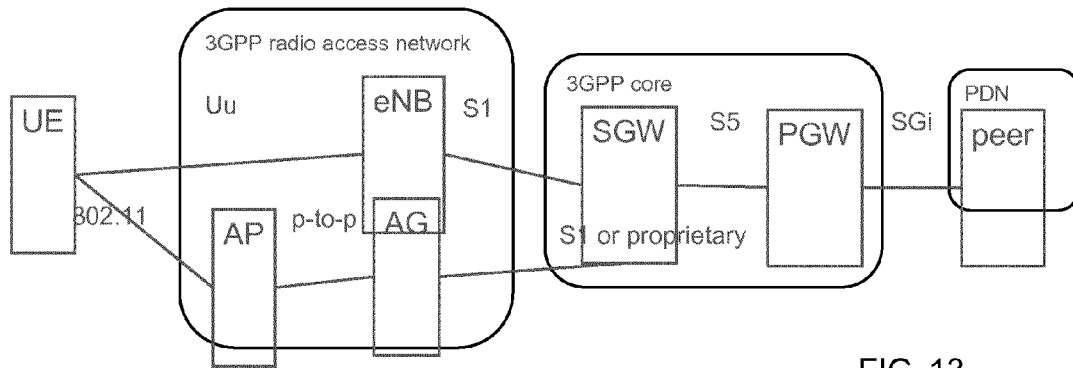 3GPP radio access network
3GPP core
PDN
UE
Uu
eNB
S1
SGW
S5
PGW
SGi
peer
802.11
AP
p-to-p
AG
S1 or proprietary